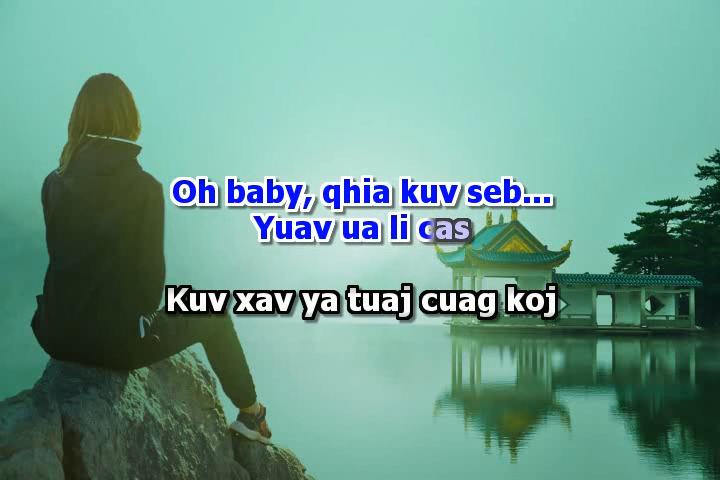 Oh baby, qhia kuv seb...
Yuav ua li cas
Kuv xav ya tuaj cuag koj